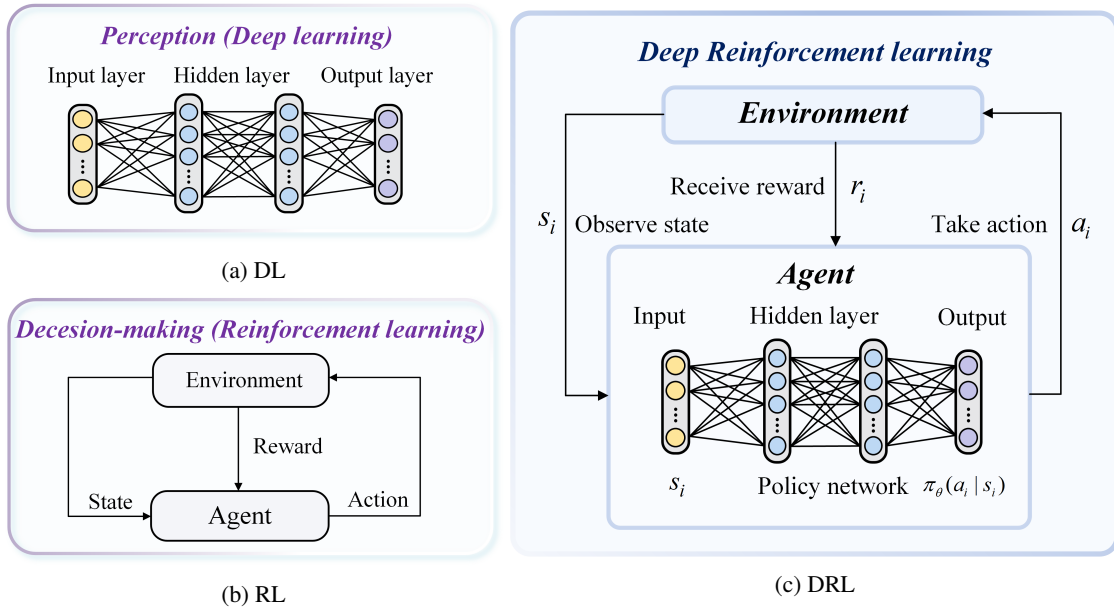 Perception (Deep learning)
Input layer
Hidden layer
Output layer
(a) DL
Decesion-making (Reinforcement learning)
Environment
Reward
State
Action
Agent
(b) RL
Deep Reinforcement learning
Environment
Receive reward
r_i
s_i
Observe state
Take action
a_i
Agent
Input
Hidden layer
Output
s_i
Policy network
π_θ(a_i | s_i)
(c) DRL